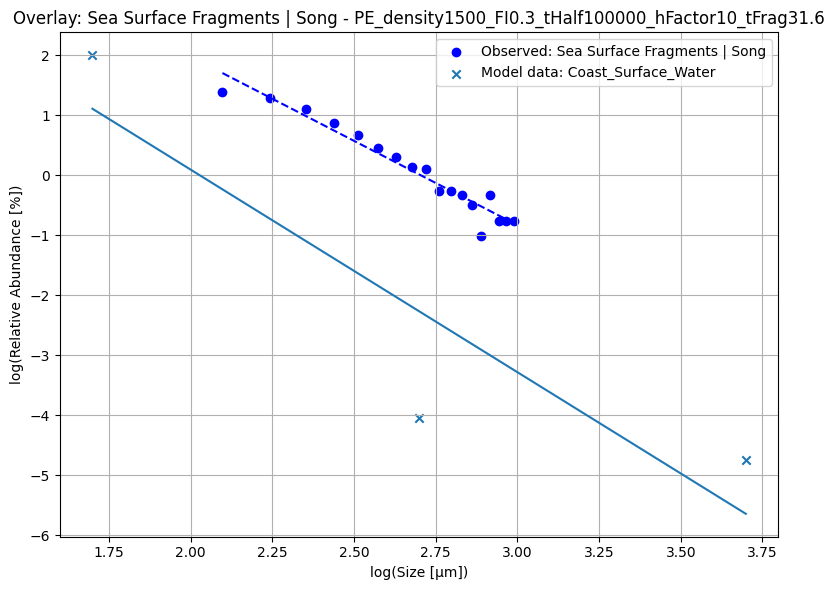 Overlay: Sea Surface Fragments | Song - PE_density1500_FI0.3_tHalf100000_hFactor10_tFrag31.6
Observed: Sea Surface Fragments | Song
Model data: Coast_Surface_Water
log(Relative Abundance [%])
2
1
0
−1
−2
−3
−4
−5
−6
1.75 2.00 2.25 2.50 2.75 3.00 3.25 3.50 3.75
log(Size [µm])